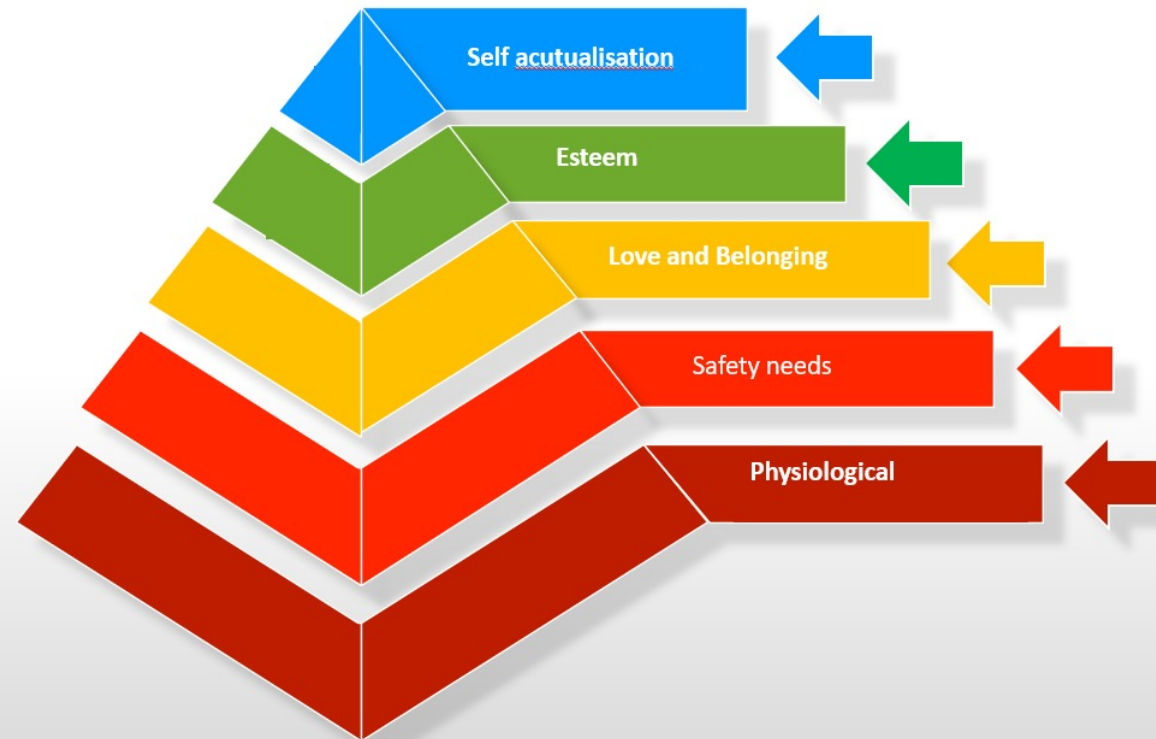 Self acutualisation
Esteem
Love and Belonging
Safety needs
Physiological